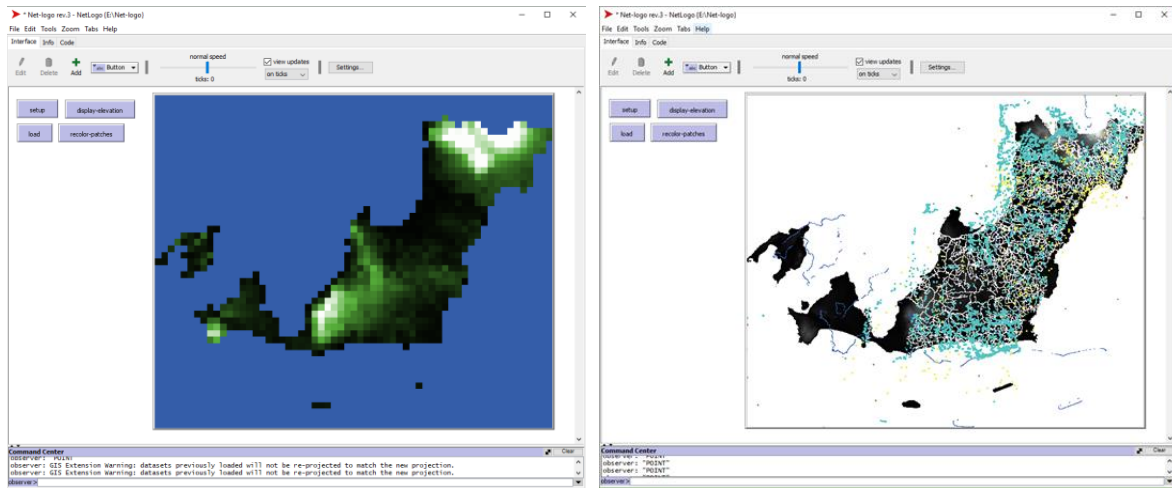 * Net-logo rev.3 - NetLogo {E:\Net-logo}
File Edit Tools Zoom Tabs Help
Interface Info Code
normal speed
view updates
Edit Delete Add Button on ticks Settings...
ticks: 0
setup display-elevation
load recolor-patches
Command Center Clear
observer: "POINT"
observer: GIS Extension Warning: datasets previously loaded will not be re-projected to match the new projection.
observer: GIS Extension Warning: datasets previously loaded will not be re-projected to match the new projection.
observer>
* Net-logo rev.3 - NetLogo {E:\Net-logo}
File Edit Tools Zoom Tabs Help
Interface Info Code
normal speed
view updates
Edit Delete Add Button on ticks Settings...
ticks: 0
setup display-elevation
load recolor-patches
Command Center Clear
observer: "POINT"
observer: "POINT"
observer: "POINT"
observer>